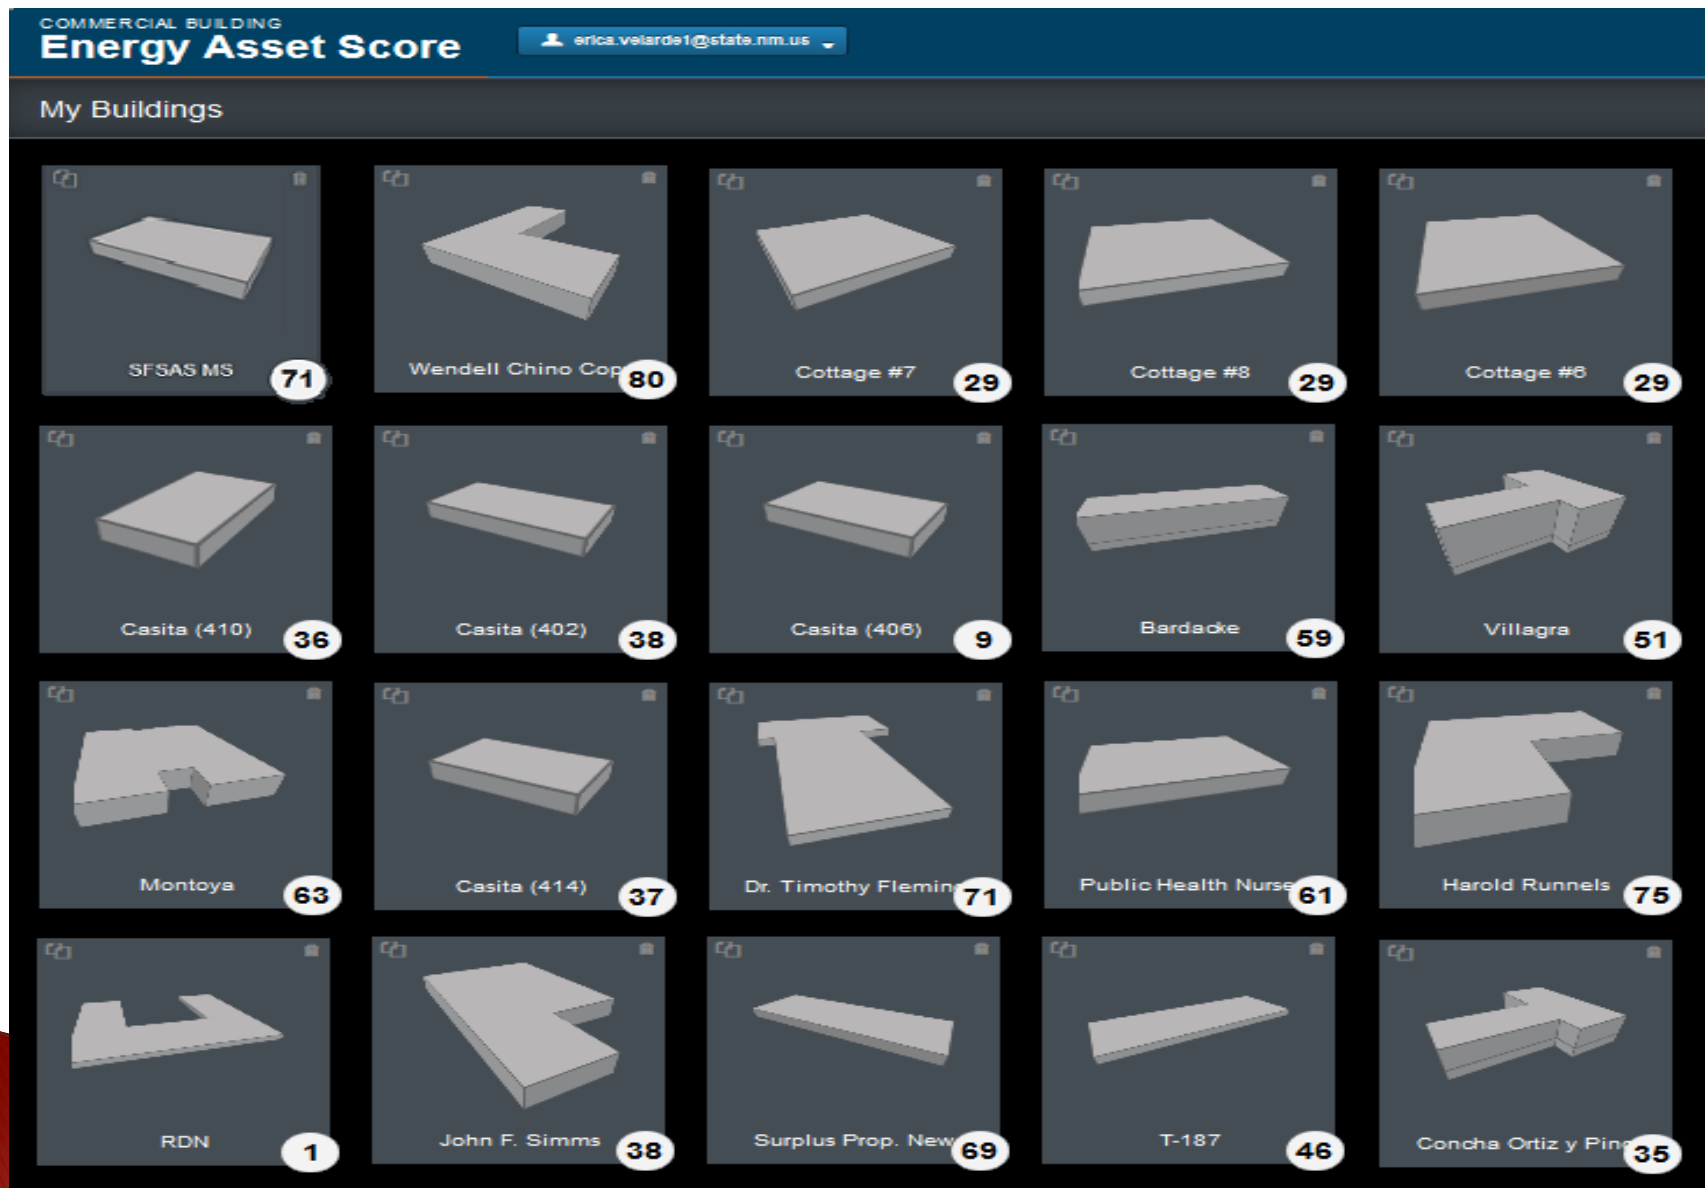 COMMERCIAL BUILDING
Energy Asset Score
erica.velarde1@state.nm.us
My Buildings
SFSAS MS
71
Wendell Chino Cop
80
Cottage #7
29
Cottage #8
29
Cottage #6
29
Casita (410)
36
Casita (402)
38
Casita (406)
9
Bardacke
59
Villagra
51
Montoya
63
Casita (414)
37
Dr. Timothy Fleming
71
Public Health Nurse
61
Harold Runnels
75
RDN
1
John F. Simms
38
Surplus Prop. New
69
T-187
46
Concha Ortiz y Pino
35